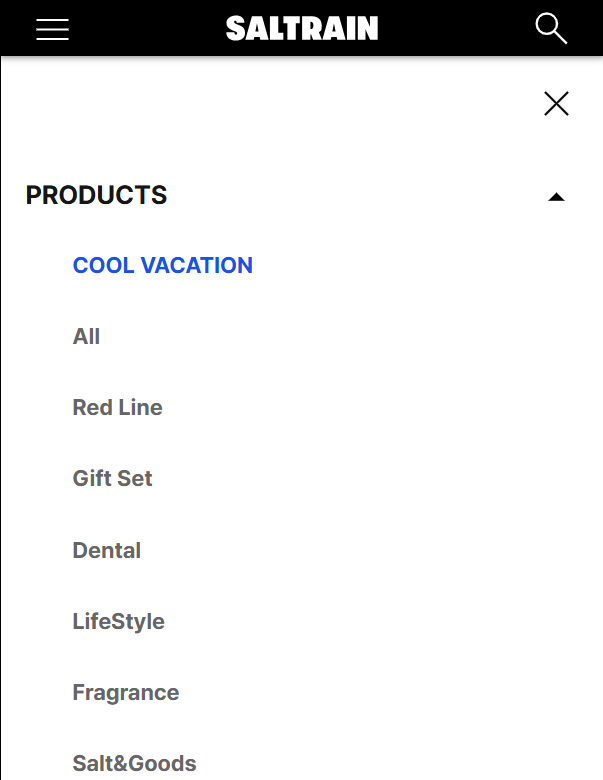 SALTRAIN
PRODUCTS
COOL VACATION
All
Red Line
Gift Set
Dental
LifeStyle
Fragrance
Salt&Goods